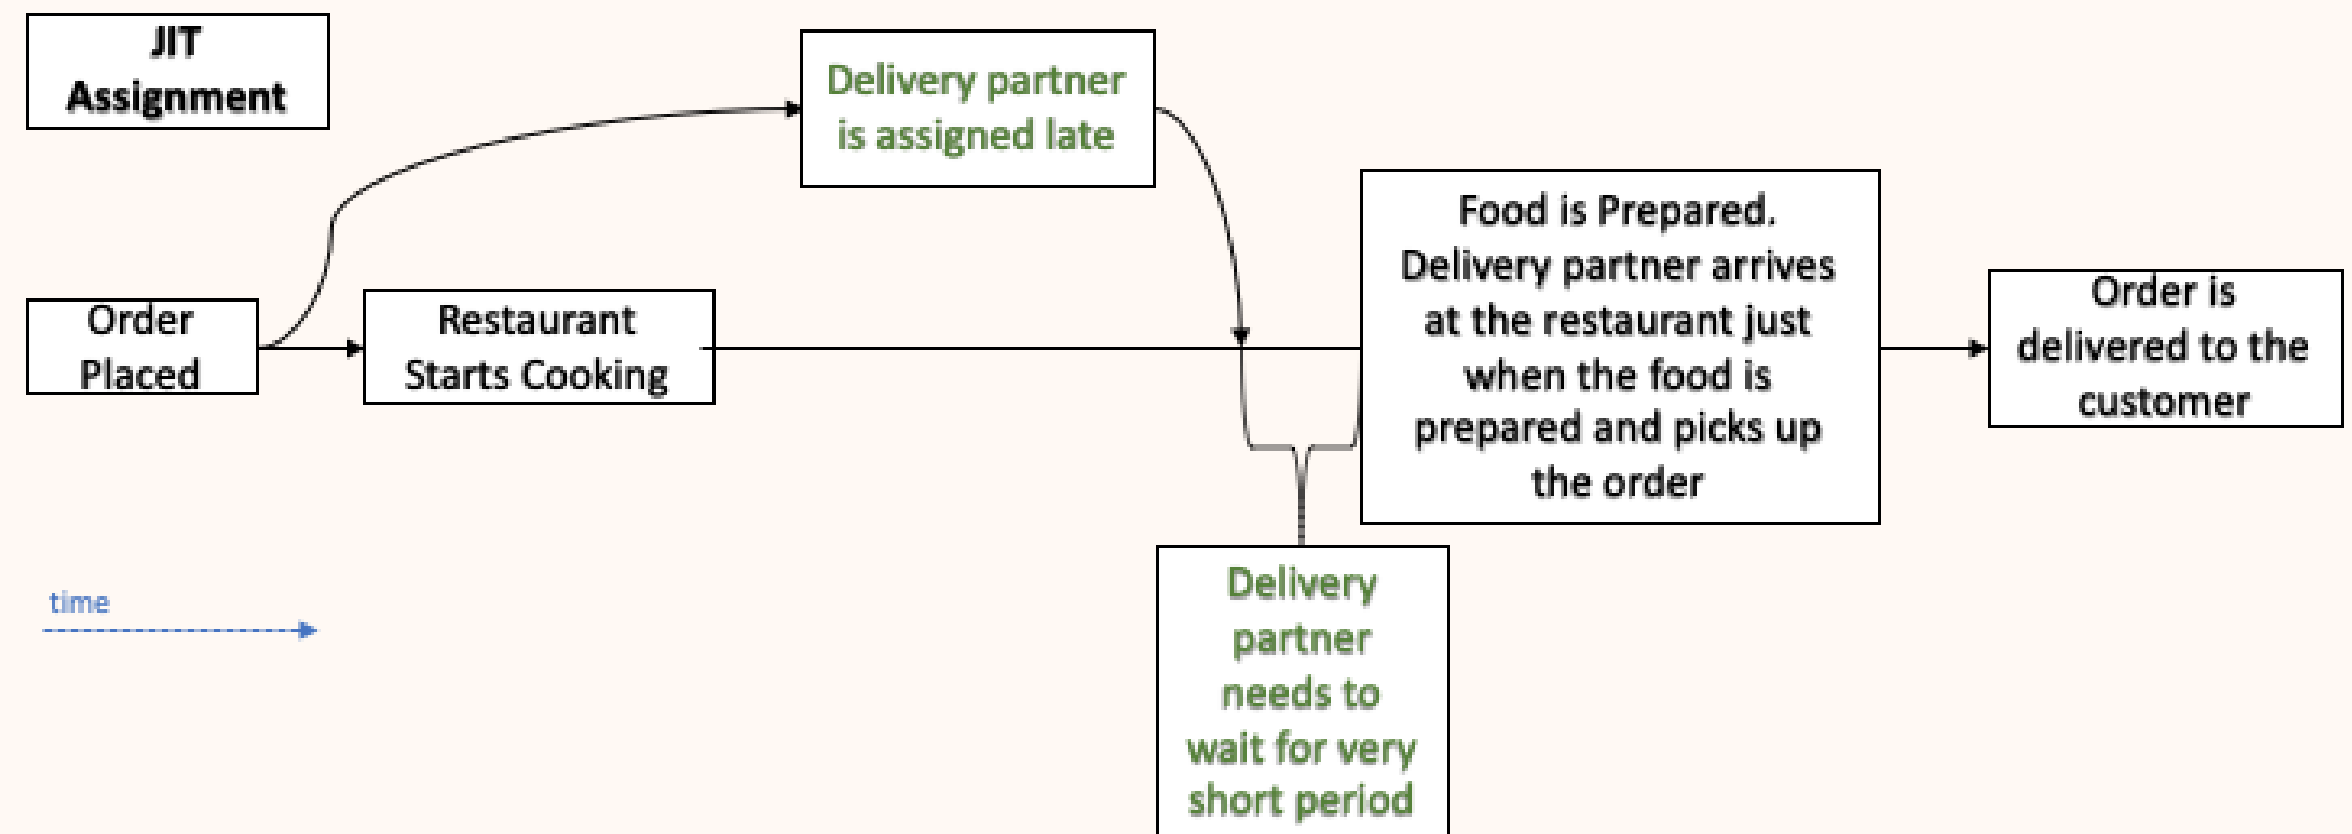 JIT
Assignment
Delivery partner
is assigned late
Order
Placed
Restaurant
Starts Cooking
Food is Prepared.
Delivery partner arrives
at the restaurant just
when the food is
prepared and picks up
the order
Order is
delivered to the
customer
time
Delivery
partner
needs to
wait for very
short period